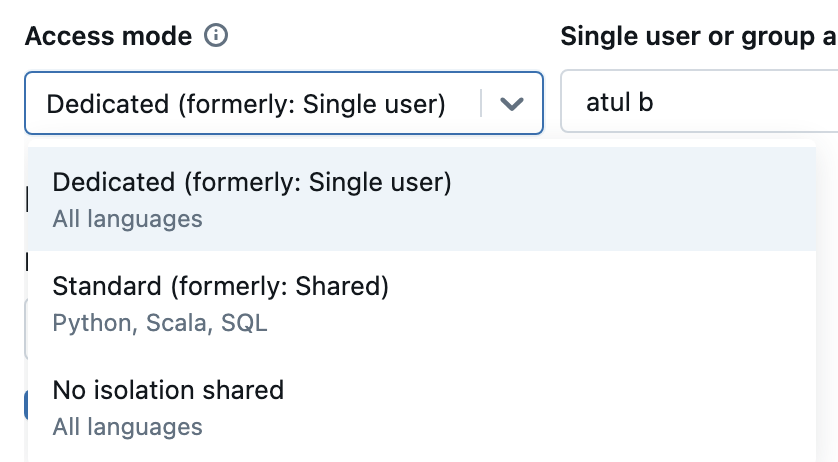 Access mode
Single user or group a
Dedicated (formerly: Single user)
atul b
Dedicated (formerly: Single user)
All languages
Standard (formerly: Shared)
Python, Scala, SQL
No isolation shared
All languages